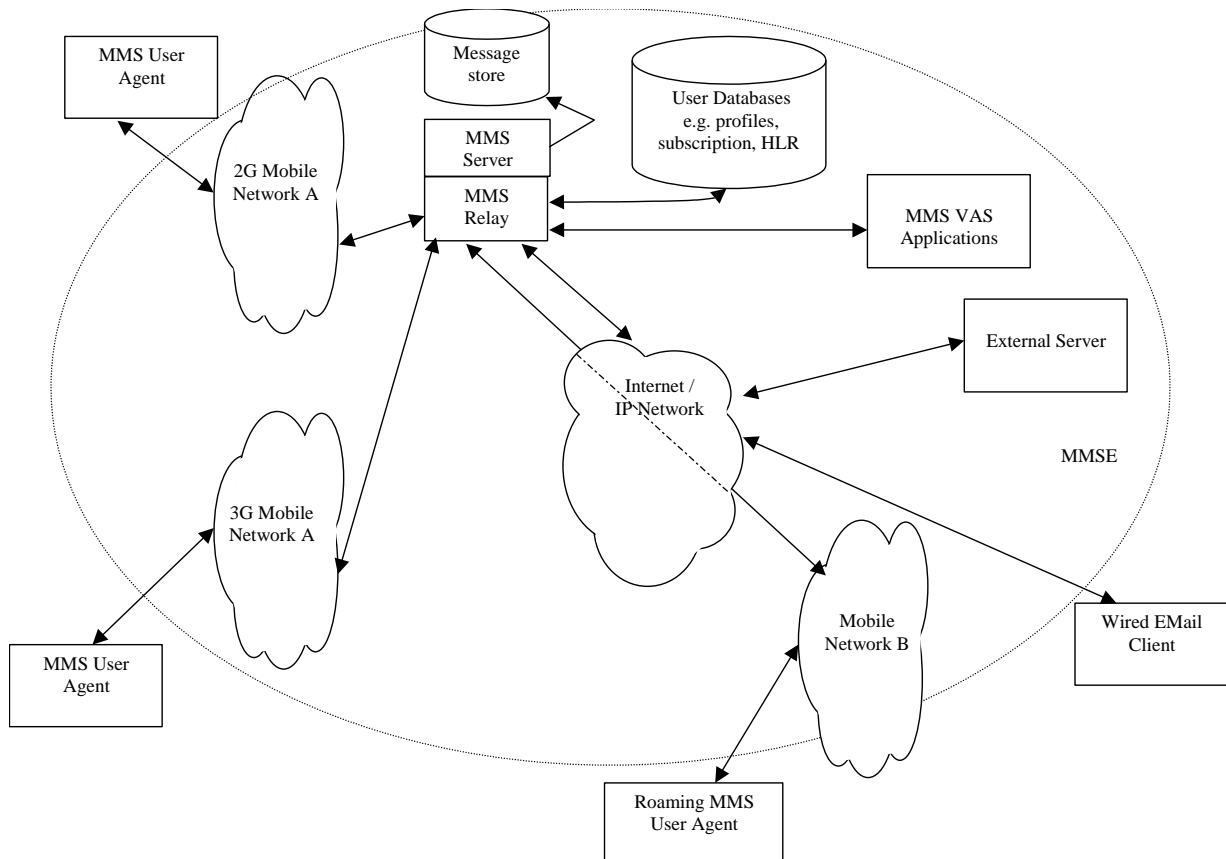 MMS User
Agent
Message
store
User Databases
e.g. profiles,
subscription, HLR
MMS
Server
2G Mobile
Network A
MMS
Relay
MMS VAS
Applications
External Server
Internet /
IP Network
MMSE
3G Mobile
Network A
Mobile
Network B
Wired EMail
Client
MMS User
Agent
Roaming MMS
User Agent